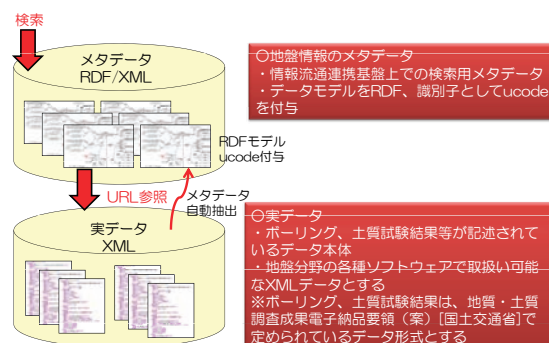 検索
メタデータ
RDF/XML
RDFモデル
ucode付与
URL参照
メタデータ
自動抽出
実データ
XML
〇地盤情報のメタデータ
・情報流通連携基盤上での検索用メタデータ
・データモデルをRDF、識別子としてucode
を付与
〇実データ
・ボーリング、土質試験結果等が記述されて
いるデータ本体
・地盤分野の各種ソフトウェアで取扱い可能
なXMLデータとする
※ボーリング、土質試験結果は、地質・土質
調査成果電子納品要領（案）[国土交通省]で
定められているデータ形式とする